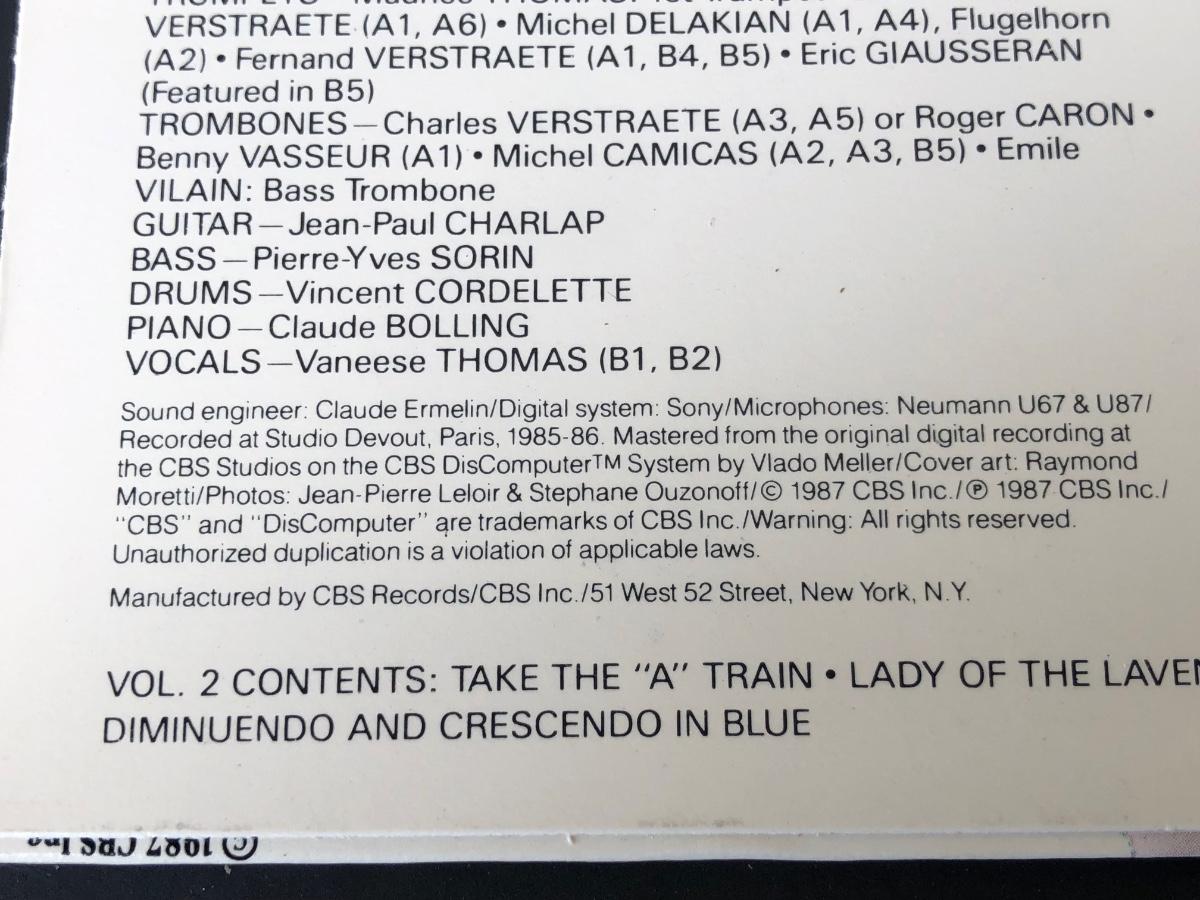 VERSTRAETE (A1, A6) • Michel DELAKIAN (A1, A4), Flugelhorn
(A2) • Fernand VERSTRAETE (A1, B4, B5) • Eric GIAUSSERAN
(Featured in B5)
TROMBONES—Charles VERSTRAETE (A3, A5) or Roger CARON •
Benny VASSEUR (A1) • Michel CAMICAS (A2, A3, B5) • Emile
VILAIN: Bass Trombone
GUITAR—Jean-Paul CHARLAP
BASS—Pierre-Yves SORIN
DRUMS—Vincent CORDELETTE
PIANO—Claude BOLLING
VOCALS—Vaneese THOMAS (B1, B2)
Sound engineer: Claude Ermelin/Digital system: Sony/Microphones: Neumann U67 & U87/
Recorded at Studio Devout, Paris, 1985-86. Mastered from the original digital recording at
the CBS Studios on the CBS DisComputer™ System by Vlado Meller/Cover art: Raymond
Moretti/Photos: Jean-Pierre Leloir & Stephane Ouzonoff/© 1987 CBS Inc./℗ 1987 CBS Inc./
"CBS" and "DisComputer" are trademarks of CBS Inc./Warning: All rights reserved.
Unauthorized duplication is a violation of applicable laws.
Manufactured by CBS Records/CBS Inc./51 West 52 Street, New York, N.Y.
VOL. 2 CONTENTS: TAKE THE "A" TRAIN • LADY OF THE LAVEN
DIMINUENDO AND CRESCENDO IN BLUE
© 1987 CBS Inc